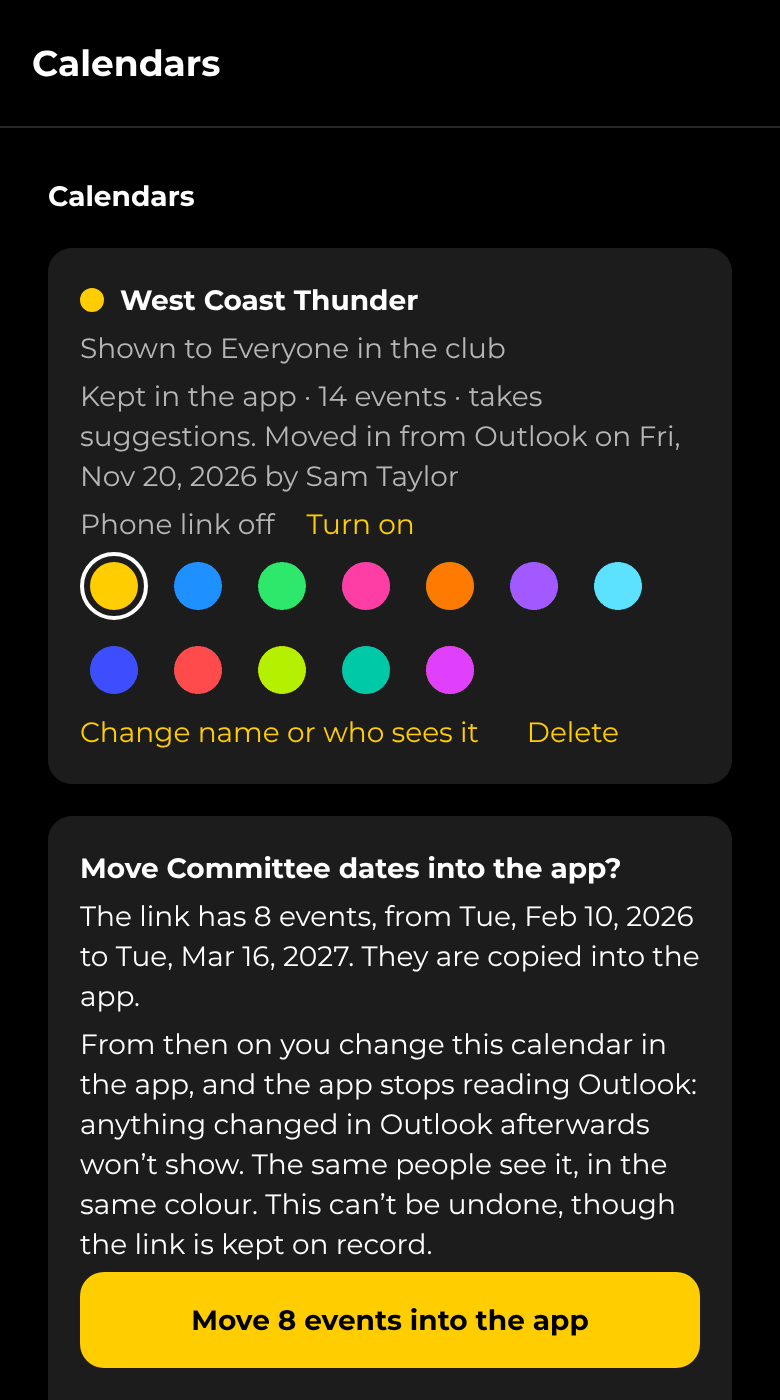 Calendars
Calendars
West Coast Thunder
Shown to Everyone in the club
Kept in the app · 14 events · takes
suggestions. Moved in from Outlook on Fri,
Nov 20, 2026 by Sam Taylor
Phone link off Turn on
Change name or who sees it Delete
Move Committee dates into the app?
The link has 8 events, from Tue, Feb 10, 2026
to Tue, Mar 16, 2027. They are copied into the
app.
From then on you change this calendar in
the app, and the app stops reading Outlook:
anything changed in Outlook afterwards
won’t show. The same people see it, in the
same colour. This can’t be undone, though
the link is kept on record.
Move 8 events into the app